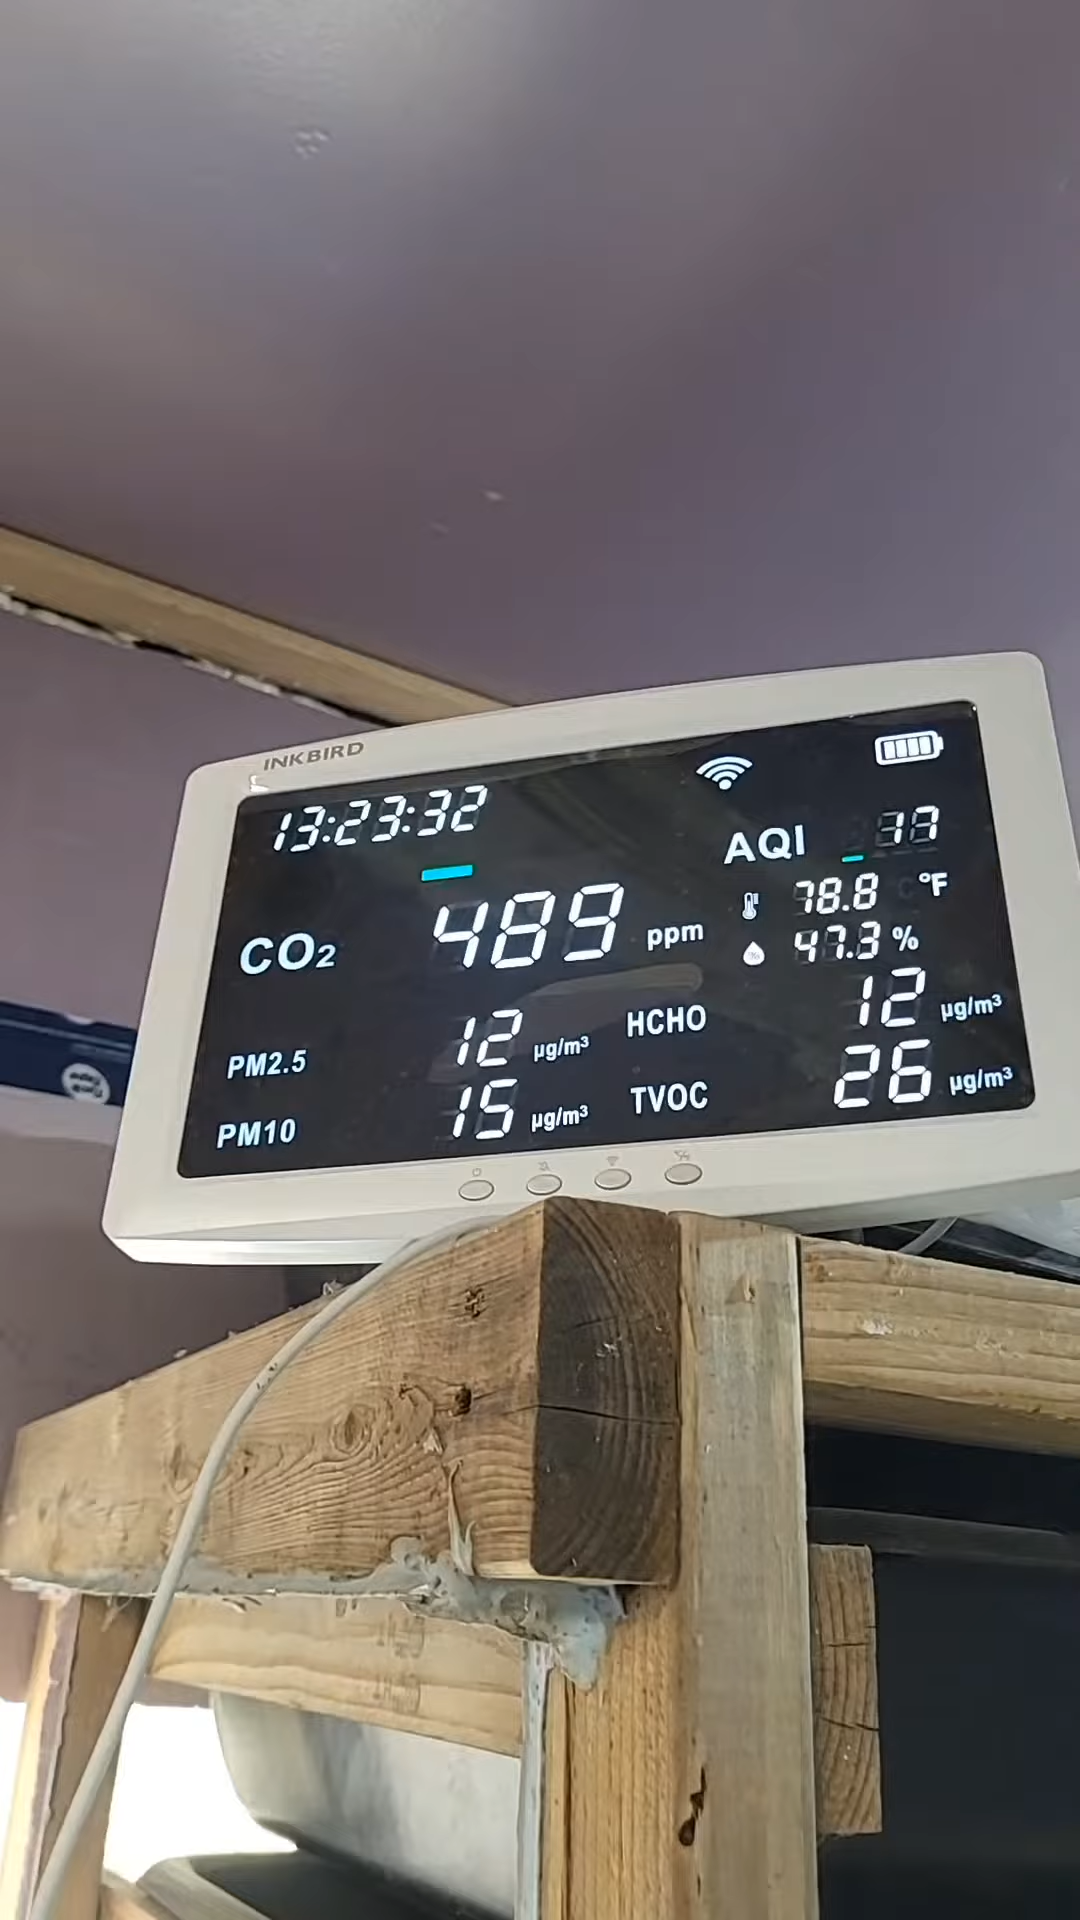 INKBIRD
13:23:32
AQI 17
78.8 °F
CO2 489 ppm
47.3 %
PM2.5 12 µg/m³
HCHO 12 µg/m³
PM10 15 µg/m³
TVOC 26 µg/m³